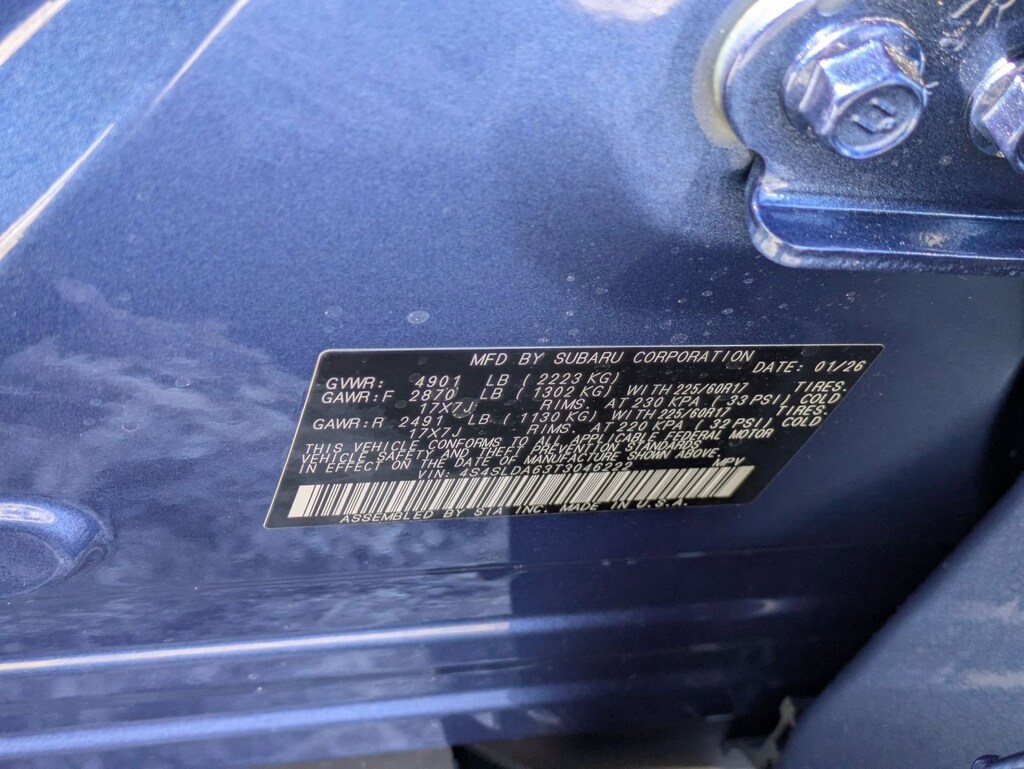 MFD BY SUBARU CORPORATION
DATE: 01/26
GVWR: 4901 LB ( 2223 KG)
GAWR:F 2870 LB ( 1302 KG) WITH 225/60R17 TIRES.
17X7J RIMS. AT 230 KPA ( 33 PSI) COLD
GAWR:R 2491 LB ( 1130 KG) WITH 225/60R17 TIRES.
17X7J RIMS. AT 220 KPA ( 32 PSI) COLD
THIS VEHICLE CONFORMS TO ALL APPLICABLE FEDERAL MOTOR
VEHICLE SAFETY AND THEFT PREVENTION STANDARDS
IN EFFECT ON THE DATE OF MANUFACTURE SHOWN ABOVE.
VIN: 4S4SLDA63T3046222 MPV
ASSEMBLED BY SIA INC. MADE IN U.S.A.